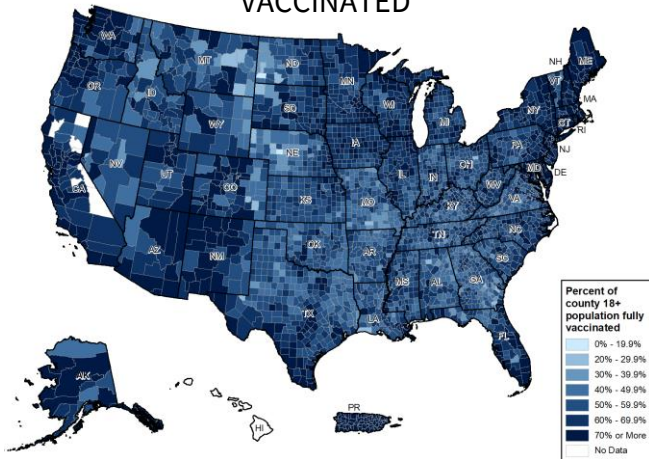 VACCINATED
WA
MT
ND
MN
ME
NH
VT
OR
ID
SD
WI
NY
MA
CT
RI
WY
MI
IA
PA
NJ
NE
NV
UT
CO
IL
IN
OH
MD
DE
WV
VA
CA
KS
MO
KY
NC
TN
AZ
NM
OK
AR
SC
MS
AL
GA
TX
LA
FL
AK
HI
PR
Percent of
county 18+
population fully
vaccinated
0% - 19.9%
20% - 29.9%
30% - 39.9%
40% - 49.9%
50% - 59.9%
60% - 69.9%
70% or More
No Data